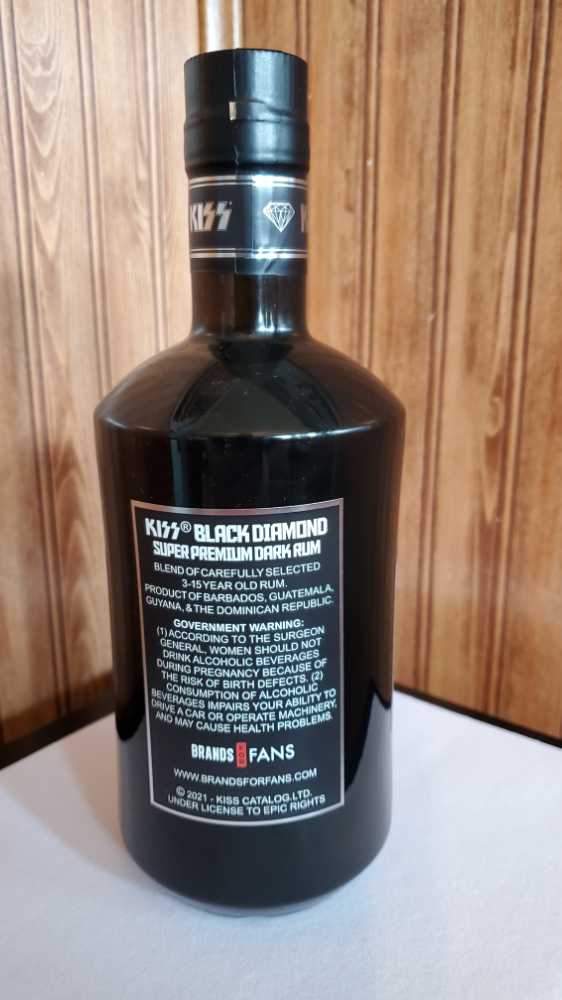 KISS
KISS® BLACK DIAMOND
SUPER PREMIUM DARK RUM
BLEND OF CAREFULLY SELECTED
3-15 YEAR OLD RUM.
PRODUCT OF BARBADOS, GUATEMALA,
GUYANA, & THE DOMINICAN REPUBLIC.
GOVERNMENT WARNING:
(1) ACCORDING TO THE SURGEON
GENERAL, WOMEN SHOULD NOT
DRINK ALCOHOLIC BEVERAGES
DURING PREGNANCY BECAUSE OF
THE RISK OF BIRTH DEFECTS. (2)
CONSUMPTION OF ALCOHOLIC
BEVERAGES IMPAIRS YOUR ABILITY TO
DRIVE A CAR OR OPERATE MACHINERY,
AND MAY CAUSE HEALTH PROBLEMS.
BRANDS FOR FANS
WWW.BRANDSFORFANS.COM
© 2021 - KISS CATALOG.LTD.
UNDER LICENSE TO EPIC RIGHTS